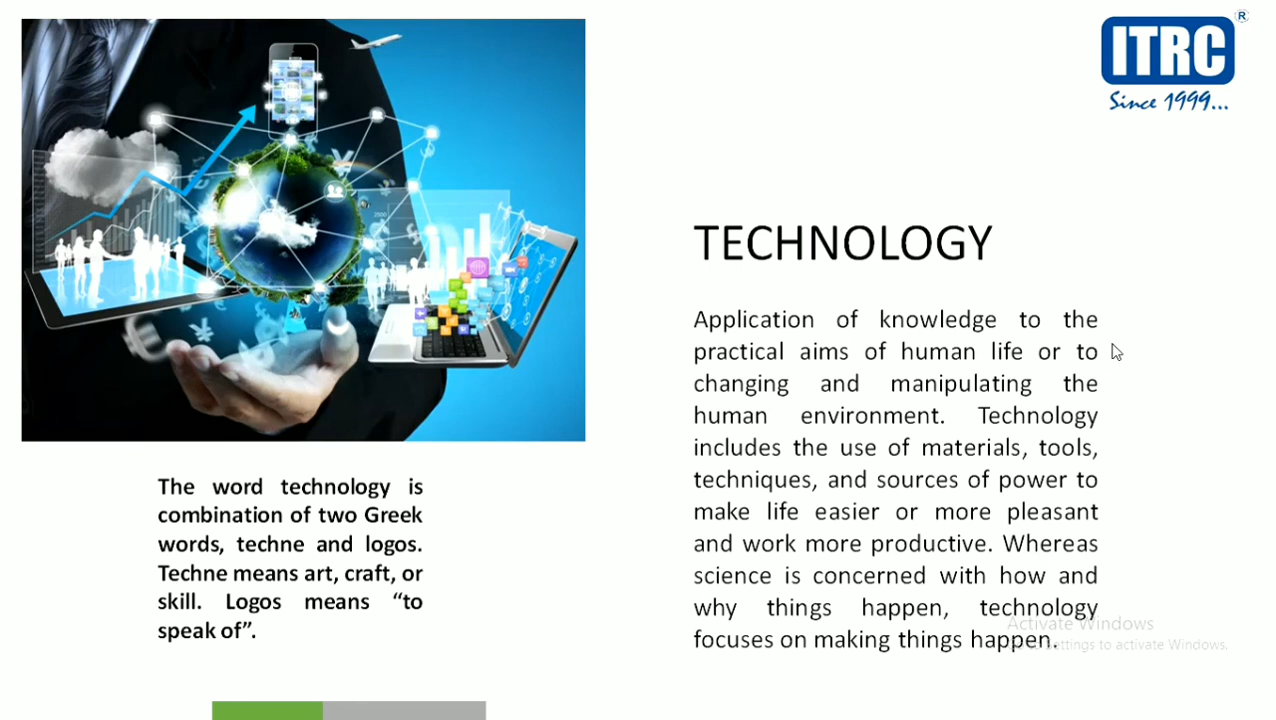 ITRC
®
Since 1999...
TECHNOLOGY
Application of knowledge to the
practical aims of human life or to
changing and manipulating the
human environment. Technology
includes the use of materials, tools,
techniques, and sources of power to
make life easier or more pleasant
and work more productive. Whereas
science is concerned with how and
why things happen, technology
focuses on making things happen.
The word technology is
combination of two Greek
words, techne and logos.
Techne means art, craft, or
skill. Logos means “to
speak of”.
Activate Windows
Go to Settings to activate Windows.